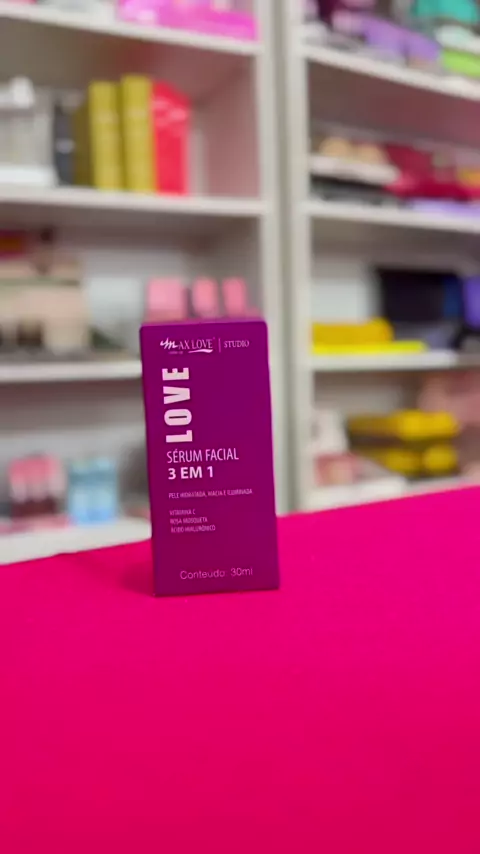 MAX LOVE | STUDIO
LOVE
SÉRUM FACIAL
3 EM 1
PELE HIDRATADA, MACIA E ILUMINADA
VITAMINA C
ROSA MOSQUETA
ÁCIDO HIALURÔNICO
Conteúdo: 30ml